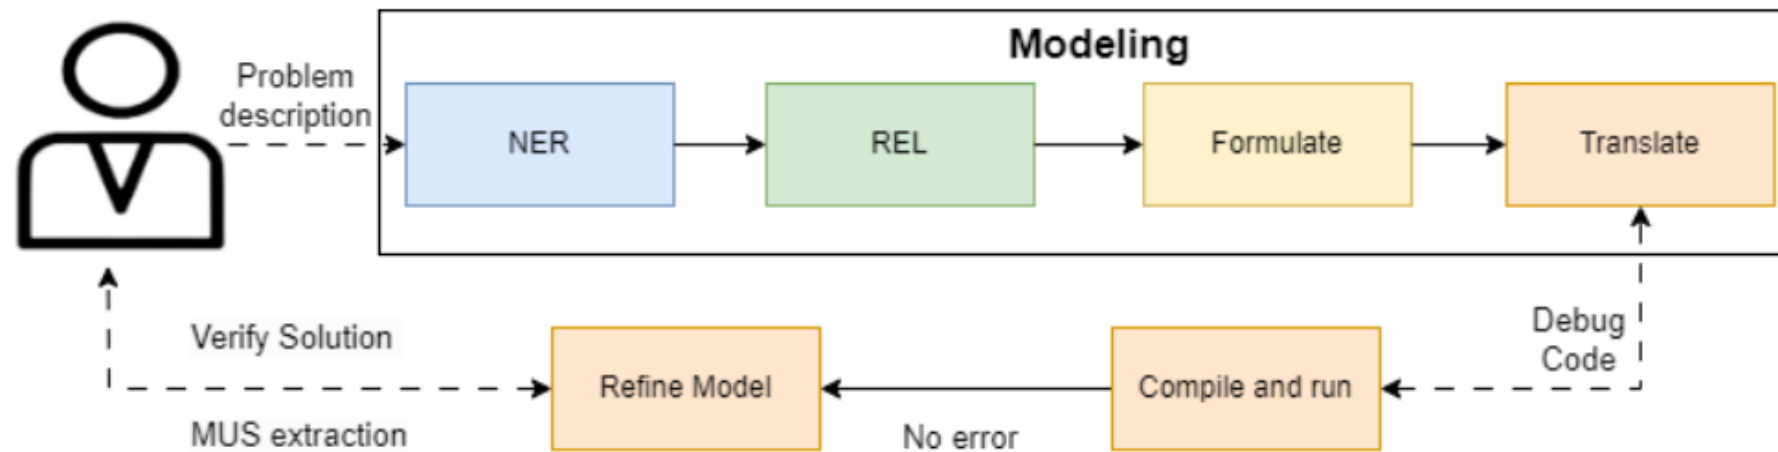 Modeling
Problem
description
NER
REL
Formulate
Translate
Verify Solution
MUS extraction
Refine Model
No error
Compile and run
Debug
Code